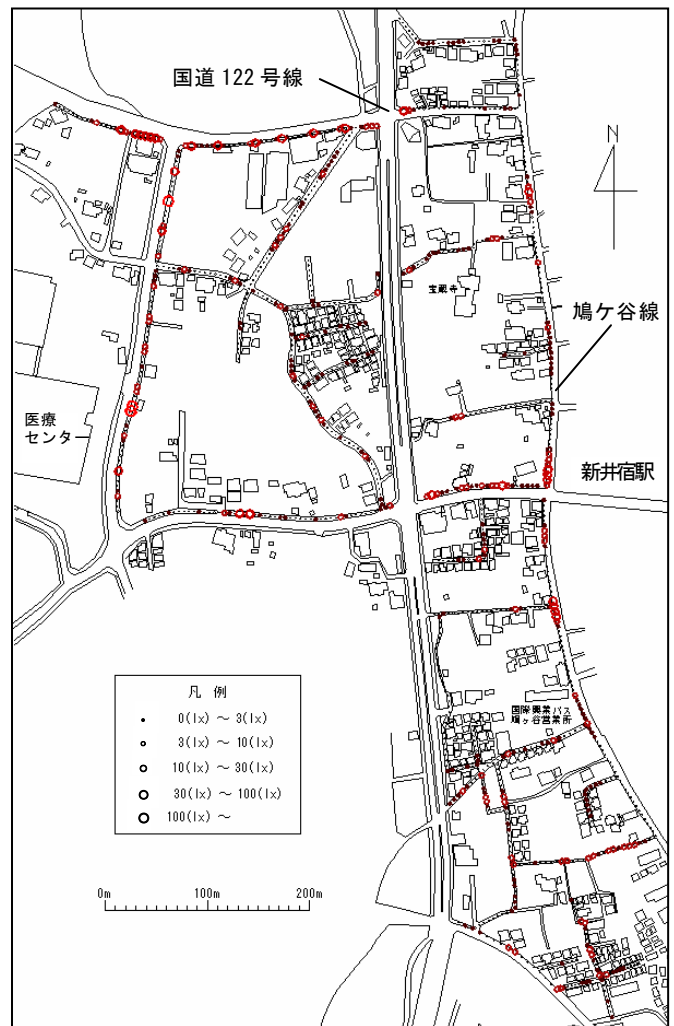 国道 122 号線
N
宝蔵寺
鳩ケ谷線
医療
センター
新井宿駅
国際興業バス
鳩ヶ谷営業所
凡 例
0(lx) ～ 3(lx)
3(lx) ～ 10(lx)
10(lx) ～ 30(lx)
30(lx) ～ 100(lx)
100(lx) ～
0m 100m 200m